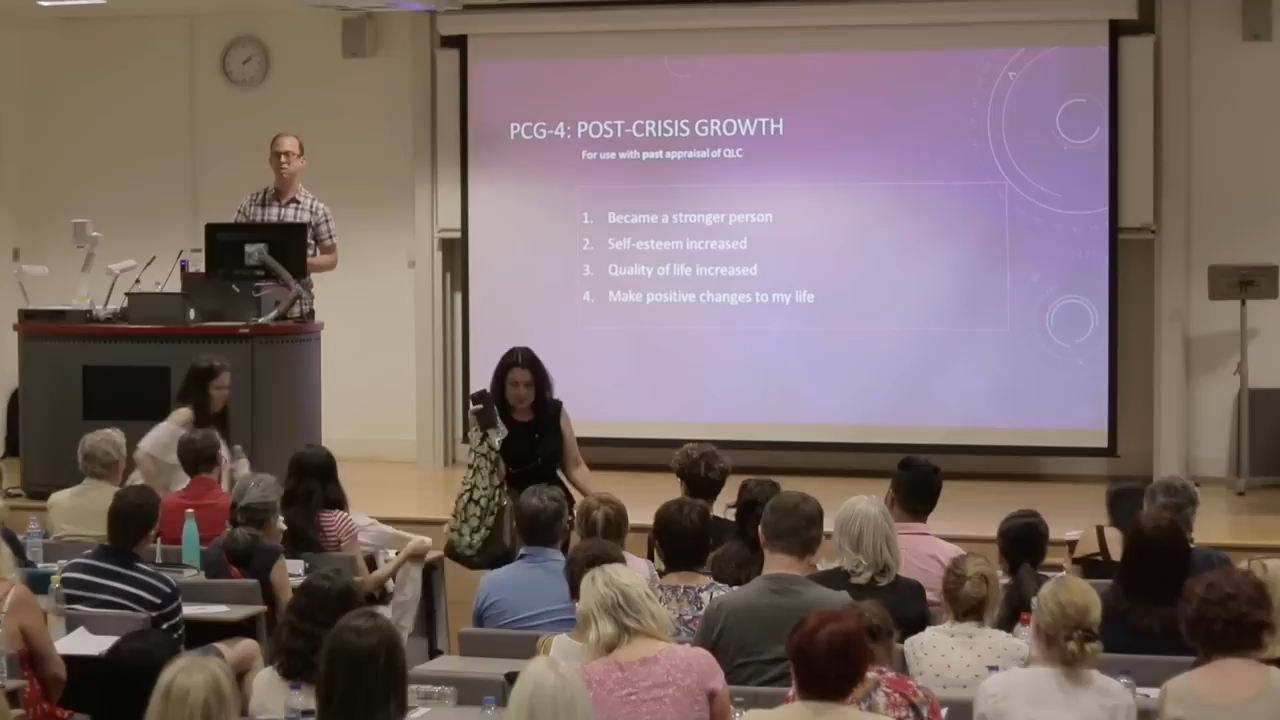 PCG-4: POST-CRISIS GROWTH
For use with past appraisal of QLC
1. Became a stronger person
2. Self-esteem increased
3. Quality of life increased
4. Make positive changes to my life